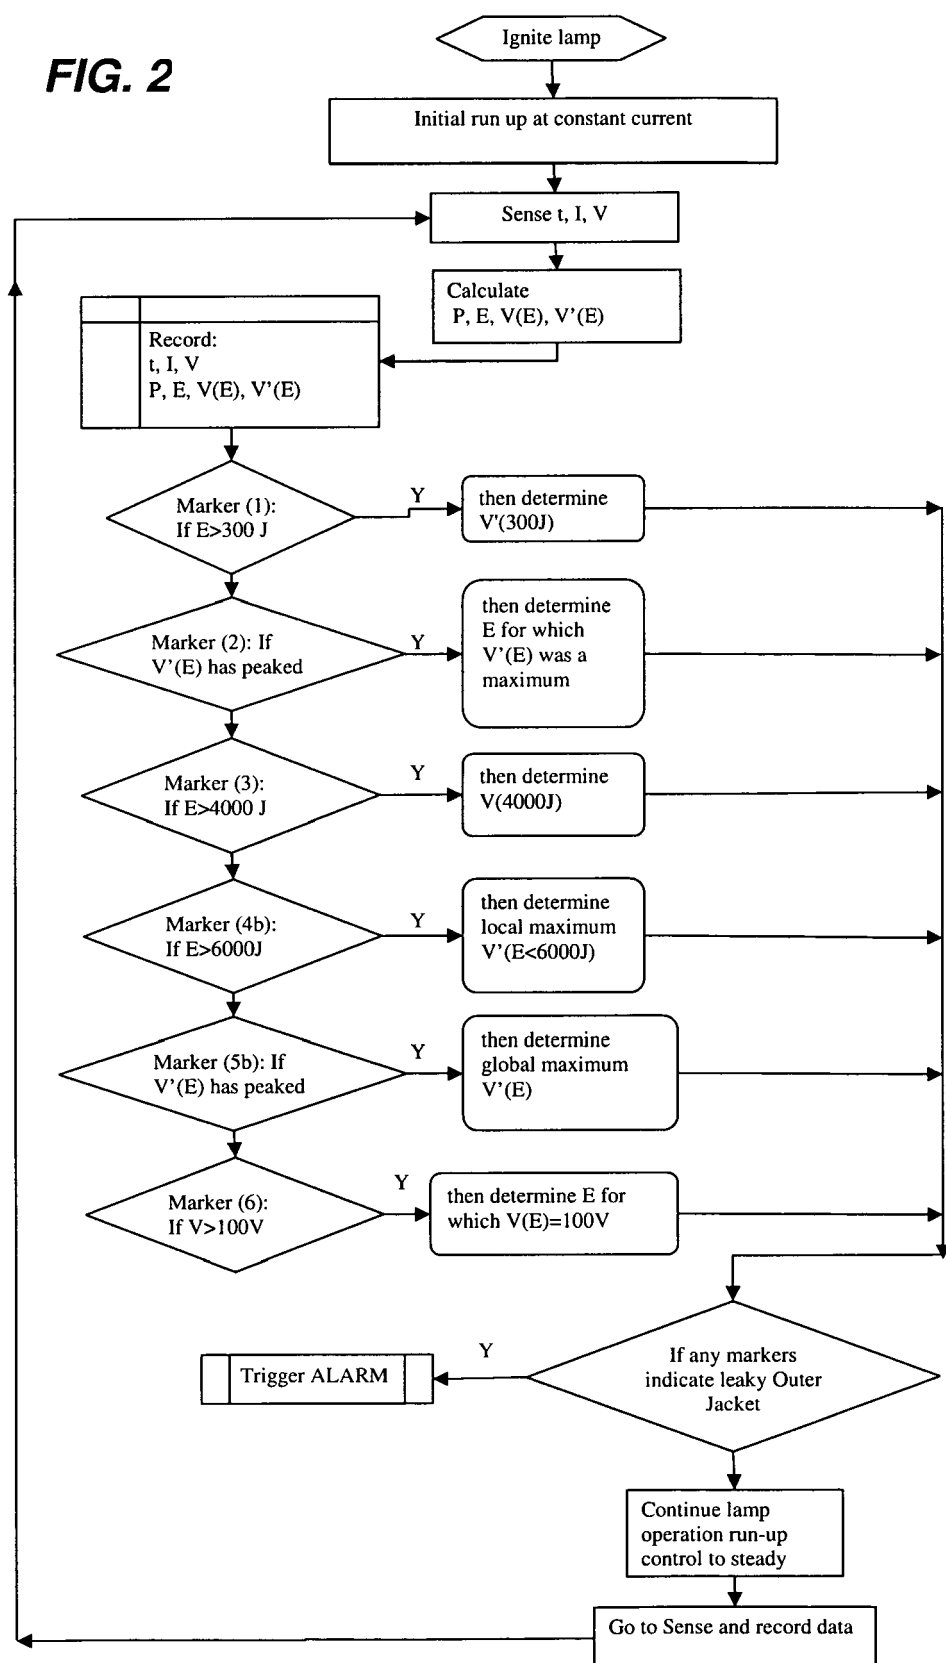 FIG. 2
Ignite lamp
Initial run up at constant current
Sense t, I, V
Calculate
P, E, V(E), V’(E)
Record:
t, I, V
P, E, V(E), V’(E)
Marker (1):
If E>300 J
Y
then determine
V'(300J)
Marker (2): If
V’(E) has peaked
Y
then determine
E for which
V’(E) was a
maximum
Marker (3):
If E>4000 J
Y
then determine
V(4000J)
Marker (4b):
If E>6000J
Y
then determine
local maximum
V’(E<6000J)
Marker (5b): If
V’(E) has peaked
Y
then determine
global maximum
V’(E)
Marker (6):
If V>100V
Y
then determine E for
which V(E)=100V
If any markers
indicate leaky Outer
Jacket
Y
Trigger ALARM
Continue lamp
operation run-up
control to steady
Go to Sense and record data